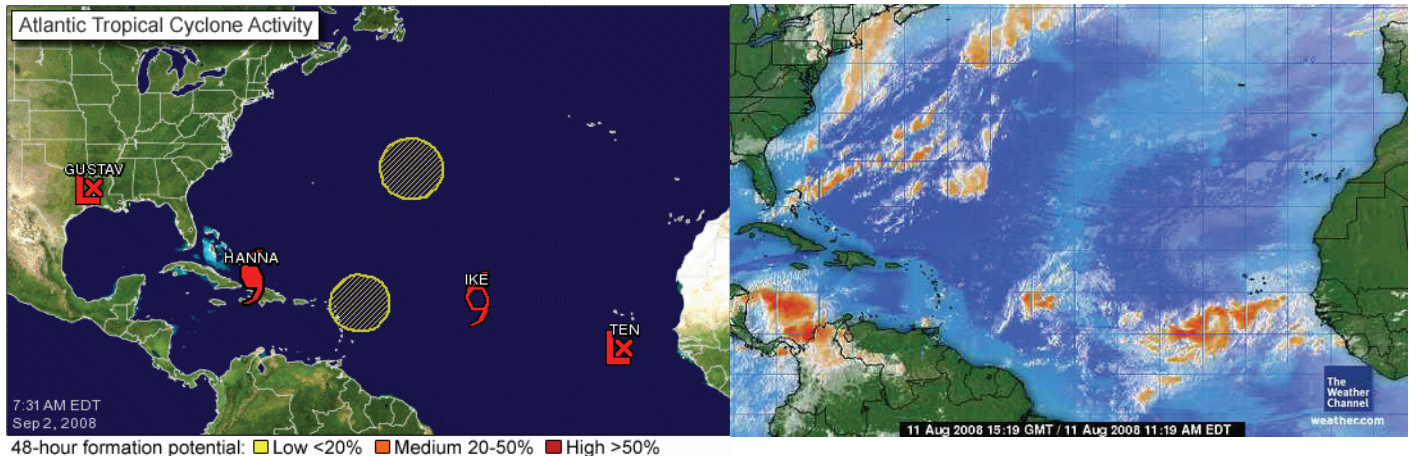 Atlantic Tropical Cyclone Activity
GUSTAV
HANNA
IKE
TEN
7:31 AM EDT
Sep 2, 2008
48-hour formation potential: Low <20% Medium 20-50% High >50%
The
Weather
Channel
weather.com
11 Aug 2008 15:19 GMT / 11 Aug 2008 11:19 AM EDT